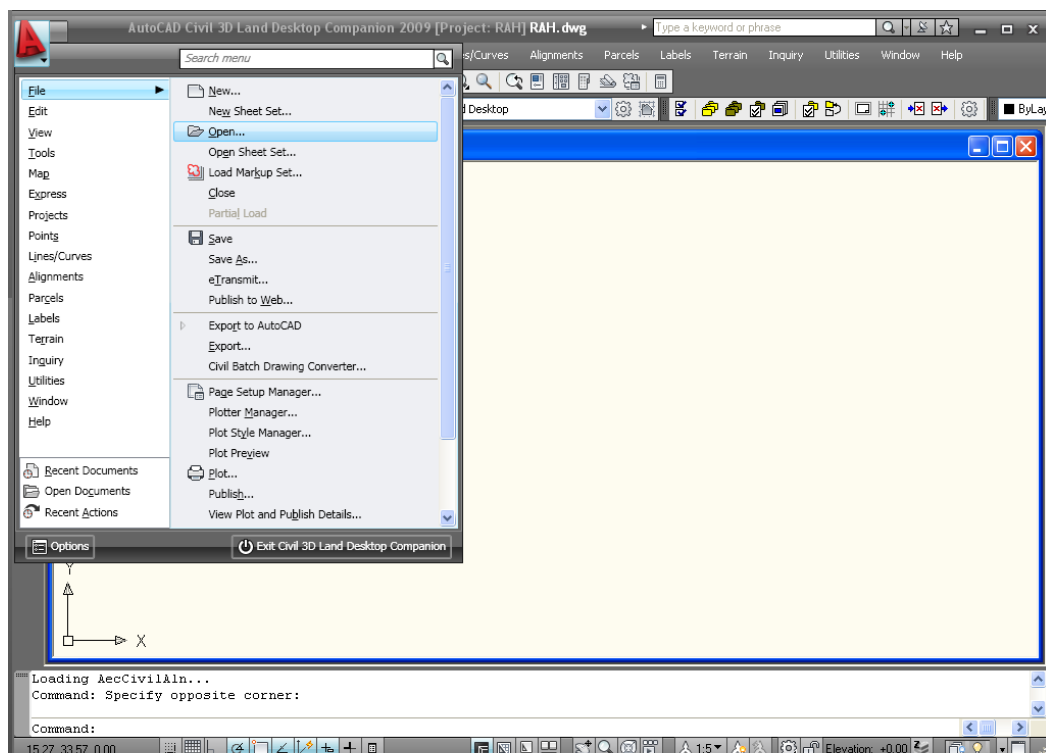 AutoCAD Civil 3D Land Desktop Companion 2009 [Project: RAH] RAH.dwg
Type a keyword or phrase
Search menu
s/Curves Alignments Parcels Labels Terrain Inquiry Utilities Window Help
Desktop
ByLay
File
Edit
View
Tools
Map
Express
Projects
Points
Lines/Curves
Alignments
Parcels
Labels
Terrain
Inquiry
Utilities
Window
Help
Recent Documents
Open Documents
Recent Actions
New...
New Sheet Set...
Open...
Open Sheet Set...
Load Markup Set...
Close
Partial Load
Save
Save As...
eTransmit...
Publish to Web...
Export to AutoCAD
Export...
Civil Batch Drawing Converter...
Page Setup Manager...
Plotter Manager...
Plot Style Manager...
Plot Preview
Plot...
Publish...
View Plot and Publish Details...
Options
Exit Civil 3D Land Desktop Companion
Y
X
Loading AecCivilAln...
Command: Specify opposite corner:
Command:
15.27, 33.57, 0.00
1:5
Elevation: +0.00